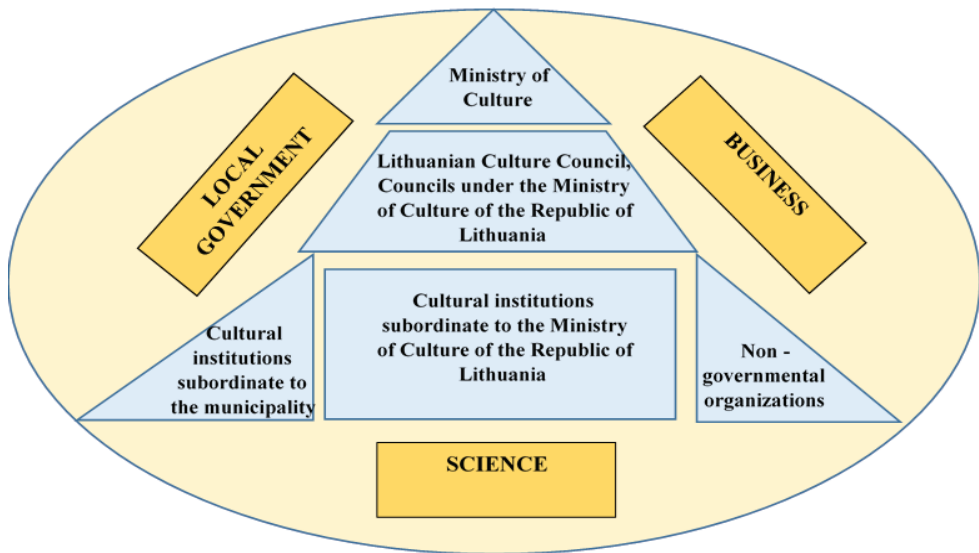 Ministry of
Culture
LOCAL
GOVERNMENT
BUSINESS
Lithuanian Culture Council,
Councils under the Ministry
of Culture of the Republic of
Lithuania
Cultural
institutions
subordinate to
the municipality
Cultural institutions
subordinate to the Ministry
of Culture of the Republic of
Lithuania
Non -
governmental
organizations
SCIENCE